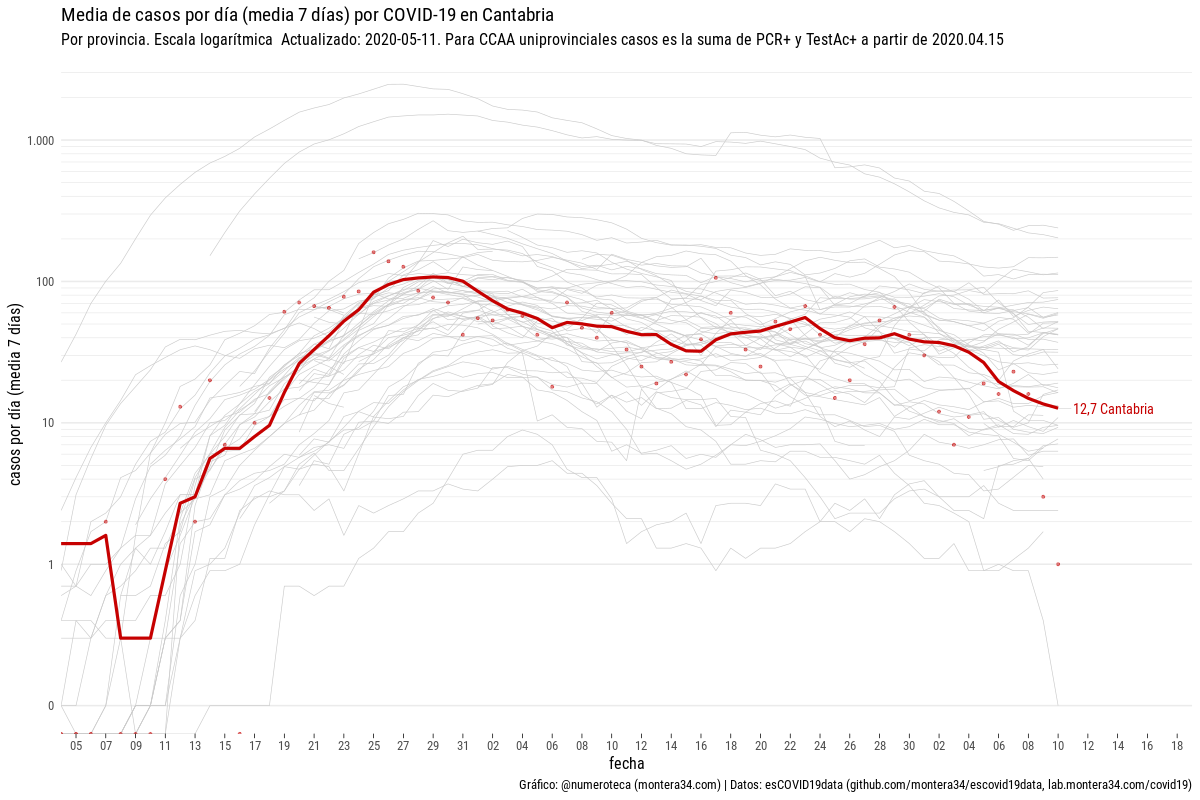 Media de casos por día (media 7 días) por COVID-19 en Cantabria
Por provincia. Escala logarítmica  Actualizado: 2020-05-11. Para CCAA uniprovinciales casos es la suma de PCR+ y TestAc+ a partir de 2020.04.15
casos por día (media 7 días)
1.000
100
10
1
0
12,7 Cantabria
05 07 09 11 13 15 17 19 21 23 25 27 29 31 02 04 06 08 10 12 14 16 18 20 22 24 26 28 30 02 04 06 08 10 12 14 16 18
fecha
Gráfico: @numeroteca (montera34.com) | Datos: esCOVID19data (github.com/montera34/escovid19data, lab.montera34.com/covid19)